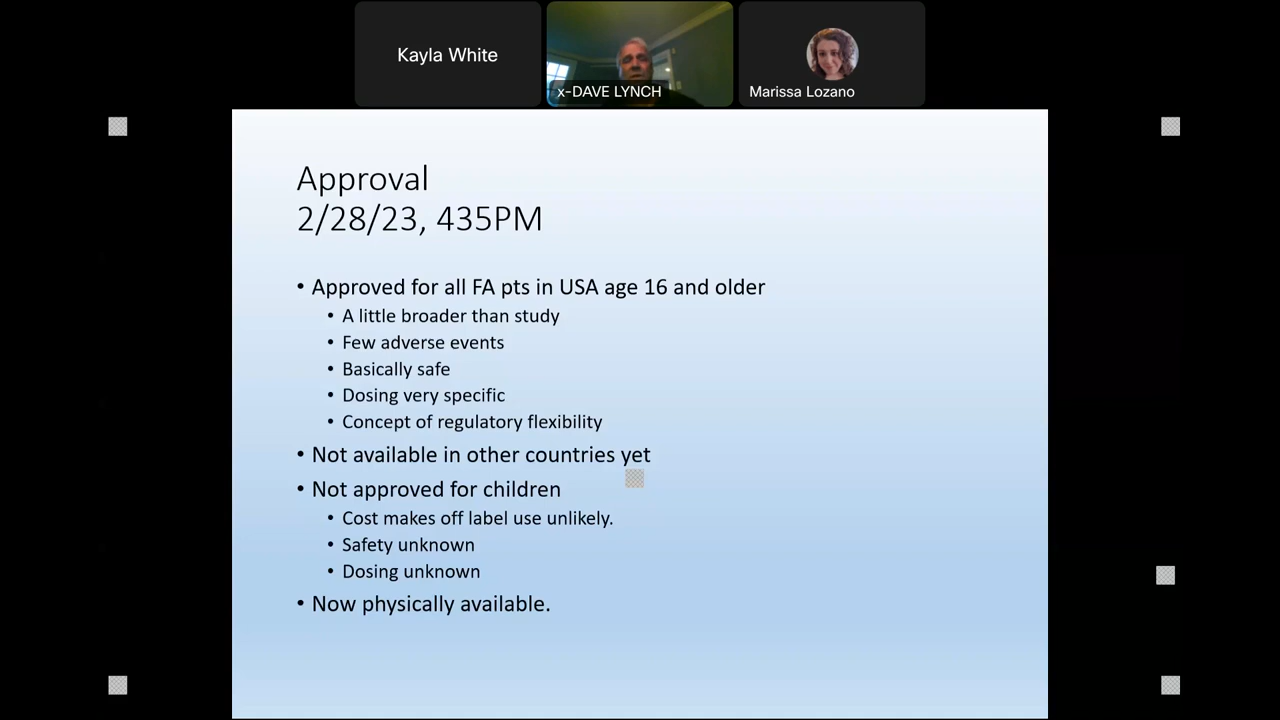 Kayla White
x-DAVE LYNCH
Marissa Lozano
Approval
2/28/23, 435PM
• Approved for all FA pts in USA age 16 and older
• A little broader than study
• Few adverse events
• Basically safe
• Dosing very specific
• Concept of regulatory flexibility
• Not available in other countries yet
• Not approved for children
• Cost makes off label use unlikely.
• Safety unknown
• Dosing unknown
• Now physically available.